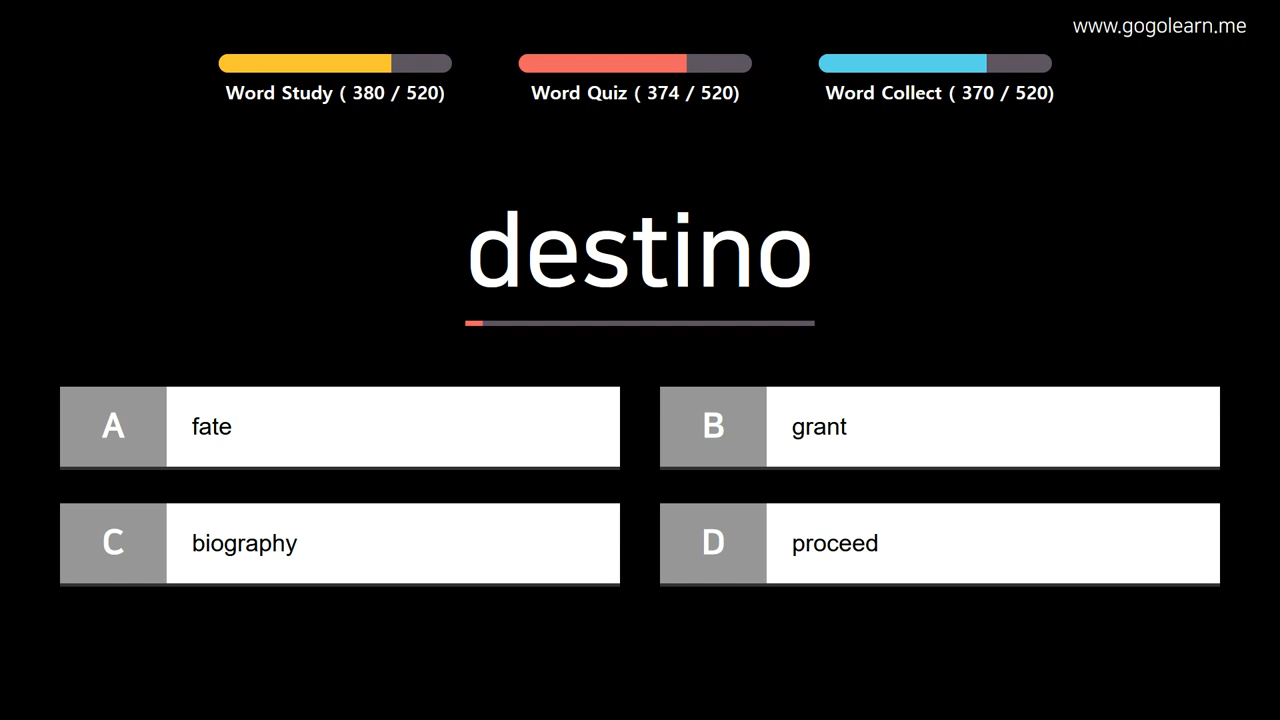 www.gogolearn.me
Word Study ( 380 / 520)
Word Quiz ( 374 / 520)
Word Collect ( 370 / 520)
destino
A fate
B grant
C biography
D proceed